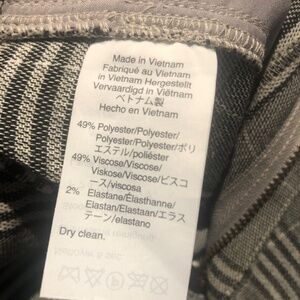 Made in Vietnam
Fabriqué au Vietnam
in Vietnam Hergestellt
Vervaardigd in Viêtnam
ベトナム製
Hecho en Vietnam
49% Polyester/Polyester/
Polyester/Polyester/ポリ
エステル/poliéster
49% Viscose/Viscose/
Viskose/Viscose/ビスコ
ース/viscosa
2% Elastane/Élasthanne/
Elastan/Elastaan/エラス
テーン/elastano
Dry clean.